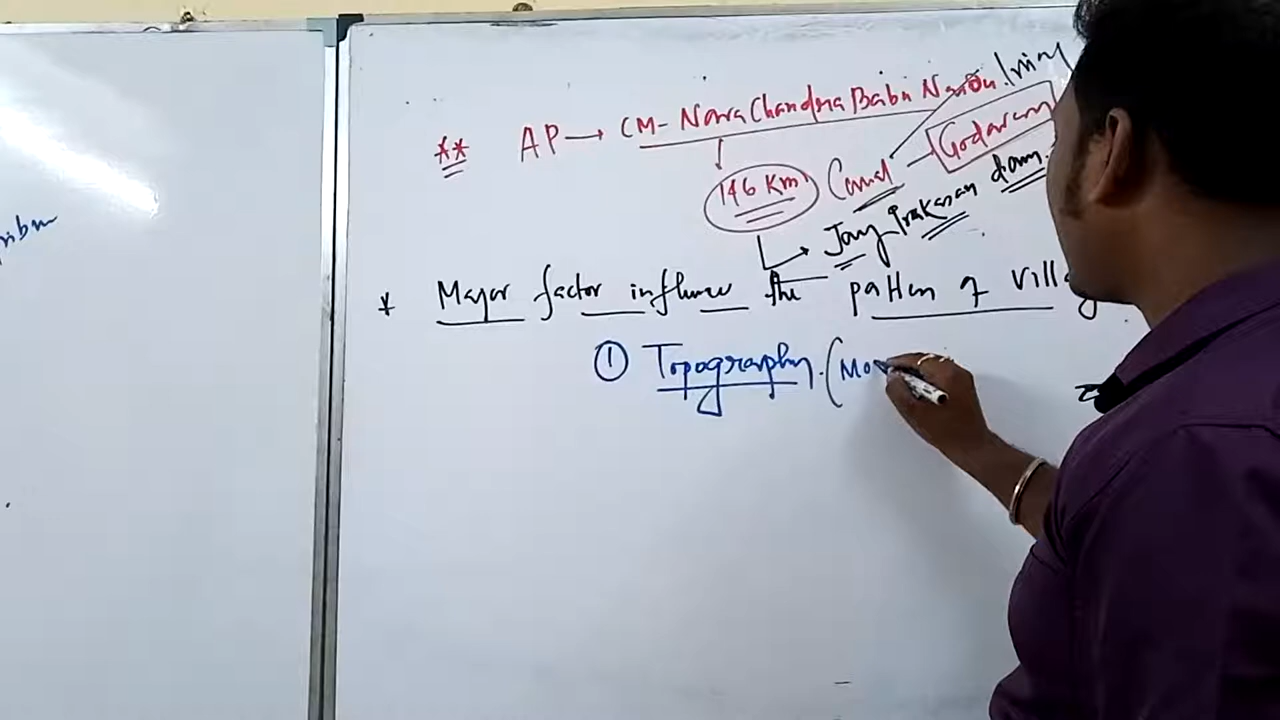 ** AP → CM- Nara Chandra Babu Naidu
146 Km Canal Godavari
Jay Prakasan dam.
* Major factor influence the pattern of Villag
① Topography. (Mo